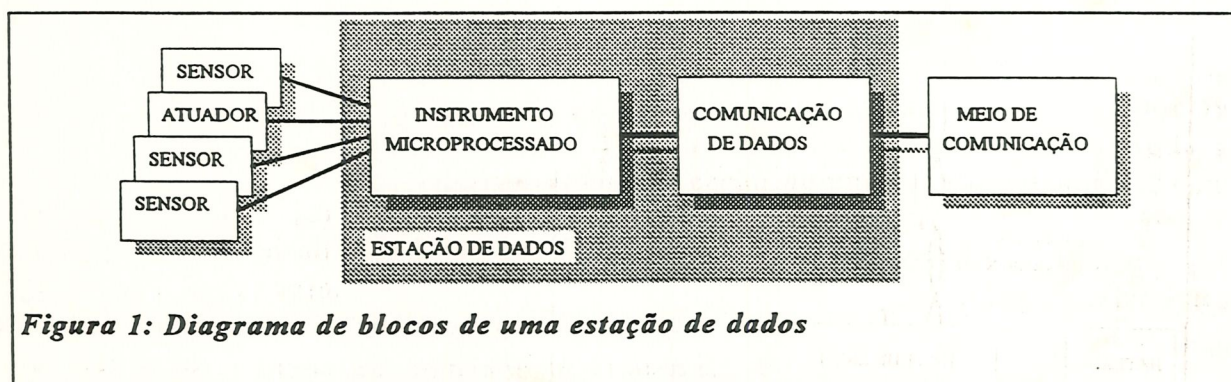 SENSOR
ATUADOR
SENSOR
SENSOR
INSTRUMENTO
MICROPROCESSADO
COMUNICAÇÃO
DE DADOS
MEIO DE
COMUNICAÇÃO
ESTAÇÃO DE DADOS
Figura 1: Diagrama de blocos de uma estação de dados